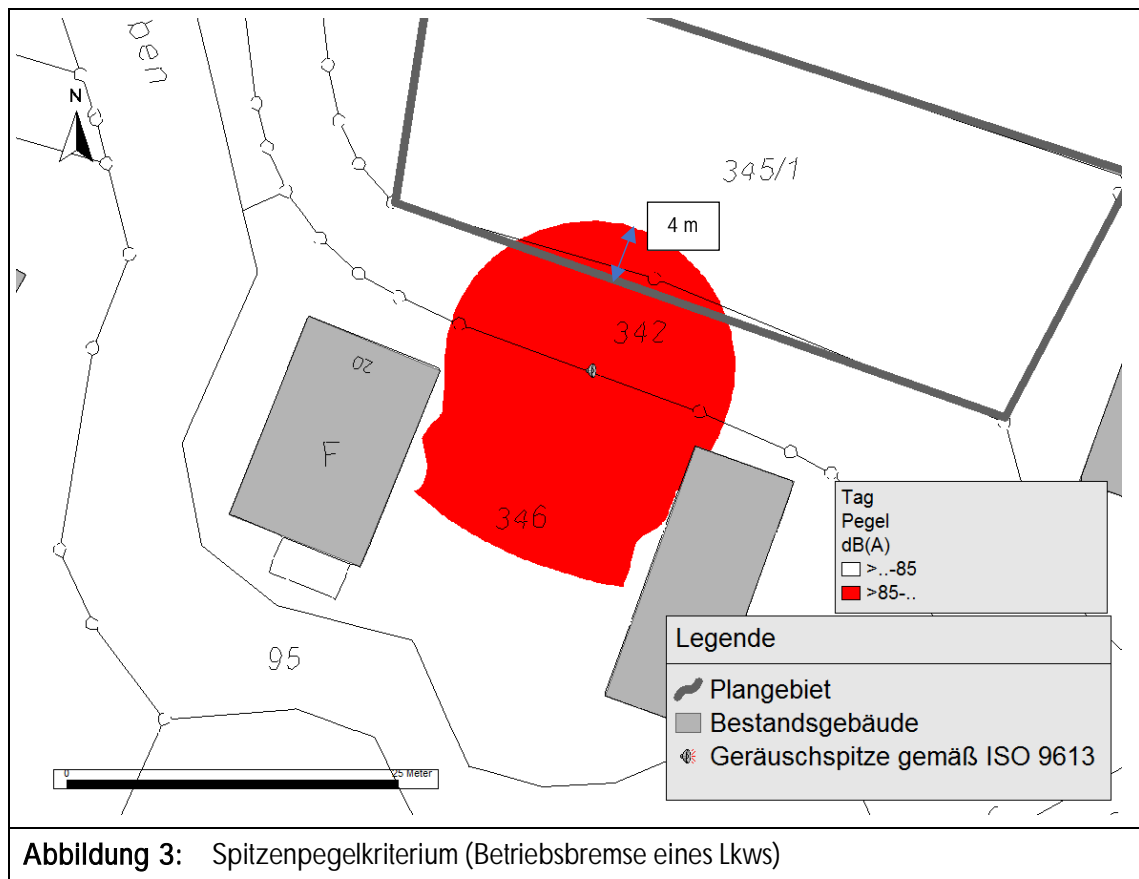 ben
N
345/1
4 m
342
20
F
346
95
Tag
Pegel
dB(A)
>..-85
>85-..
Legende
Plangebiet
Bestandsgebäude
Geräuschspitze gemäß ISO 9613
0
25 Meter
Abbildung 3: Spitzenpegelkriterium (Betriebsbremse eines Lkws)